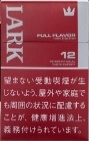 LARK
FULL FLAVOR
12
望まない受動喫煙が生
じないよう、屋外や家庭で
も周囲の状況に配慮する
ことが、健康増進法上、
義務付けられています。